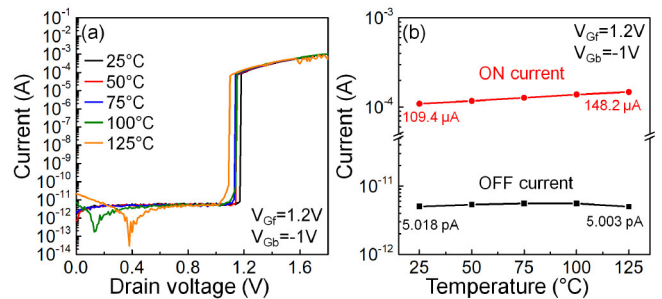 (a)
10⁰
10⁻¹
10⁻²
10⁻³
10⁻⁴
10⁻⁵
10⁻⁶
10⁻⁷
10⁻⁸
10⁻⁹
10⁻¹⁰
10⁻¹¹
10⁻¹²
10⁻¹³
10⁻¹⁴
Current (A)
25°C
50°C
75°C
100°C
125°C
V_Gf=1.2V
V_Gb=-1V
0.0 0.4 0.8 1.2 1.6
Drain voltage (V)
(b)
V_Gf=1.2V
V_Gb=-1V
10⁻³
10⁻⁴
10⁻¹¹
10⁻¹²
Current (A)
ON current
109.4 μA
148.2 μA
OFF current
5.018 pA
5.003 pA
25 50 75 100 125
Temperature (°C)